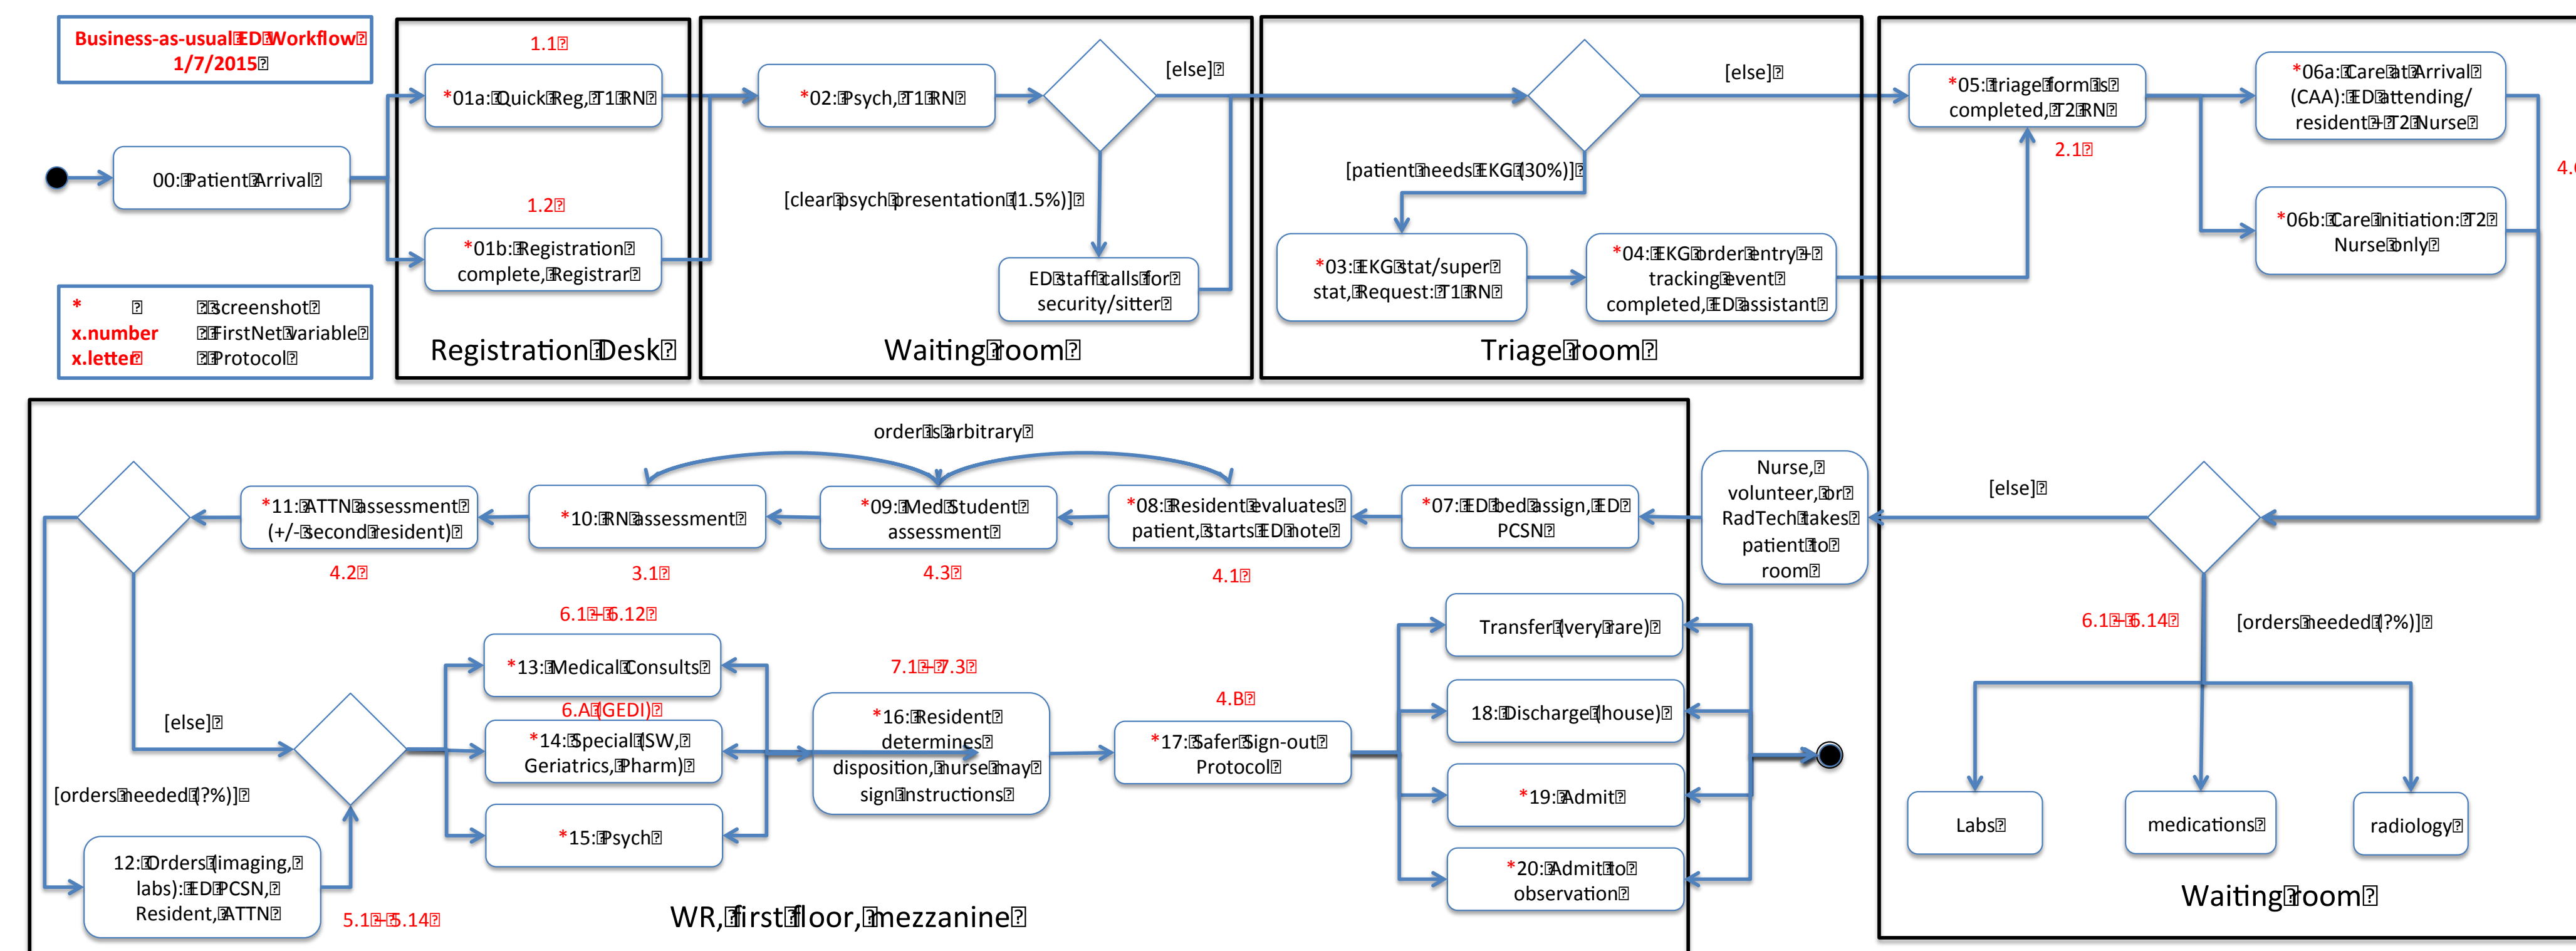 Business-as-usual ED Workflow
1/7/2015
* screenshot
x.number FirstNet variable
x.letter Protocol
00: Patient Arrival
1.1
*01a: Quick Reg, T1 RN
1.2
*01b: Registration
complete, Registrar
Registration Desk
*02: Psych, T1 RN
[else]
[clear psych presentation (1.5%)]
ED staff calls for
security/sitter
Waiting room
[else]
[patient needs EKG (30%)]
*03: EKG stat/super
stat, Request: T1 RN
*04: EKG order entry +
tracking event
completed, ED assistant
Triage room
*05: triage form is
completed, T2 RN
2.1
*06a: Care at Arrival
(CAA): ED attending/
resident + T2 Nurse
*06b: Care initiation: T2
Nurse only
[else]
6.1 – 6.14
[orders needed (?%)]
Labs
medications
radiology
Waiting room
Nurse,
volunteer, or
RadTech takes
patient to
room
order is arbitrary
*07: ED bed assign, ED
PCSN
*08: Resident evaluates
patient, starts ED note
4.1
*09: Med Student
assessment
4.3
*10: RN assessment
3.1
*11: ATTN assessment
(+/- second resident)
4.2
[else]
[orders needed (?%)]
12: Orders (imaging,
labs): ED PCSN,
Resident, ATTN
5.1 – 5.14
6.1 – 6.12
*13: Medical Consults
6.A (GEDI)
*14: Special (SW,
Geriatrics, Pharm)
*15: Psych
7.1 – 7.3
*16: Resident
determines
disposition, nurse may
sign instructions
4.B
*17: Safer Sign-out
Protocol
Transfer (very rare)
18: Discharge (house)
*19: Admit
*20: Admit to
observation
WR, first floor, mezzanine